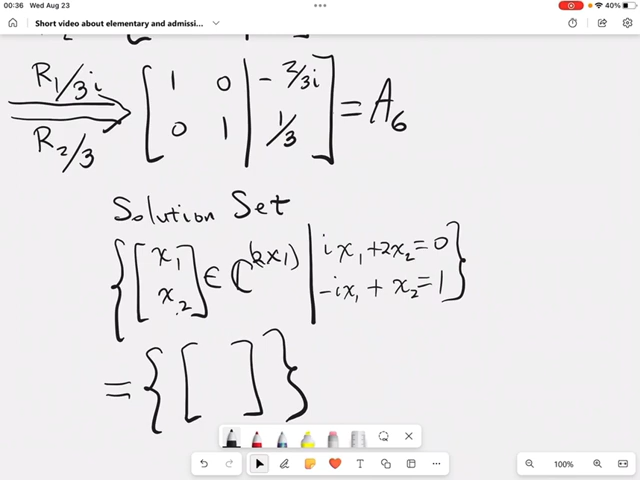 00:36 Wed Aug 23
40%
Short video about elementary and admissi...
R1/3i
R2/3
[1 0 | -2/3i
0 1 | 1/3] = A6
Solution Set
{[x1
x2] ∈ ℂ(2x1) | ix1+2x2=0
-ix1 + x2=1}
= {[ ]}
T
100%